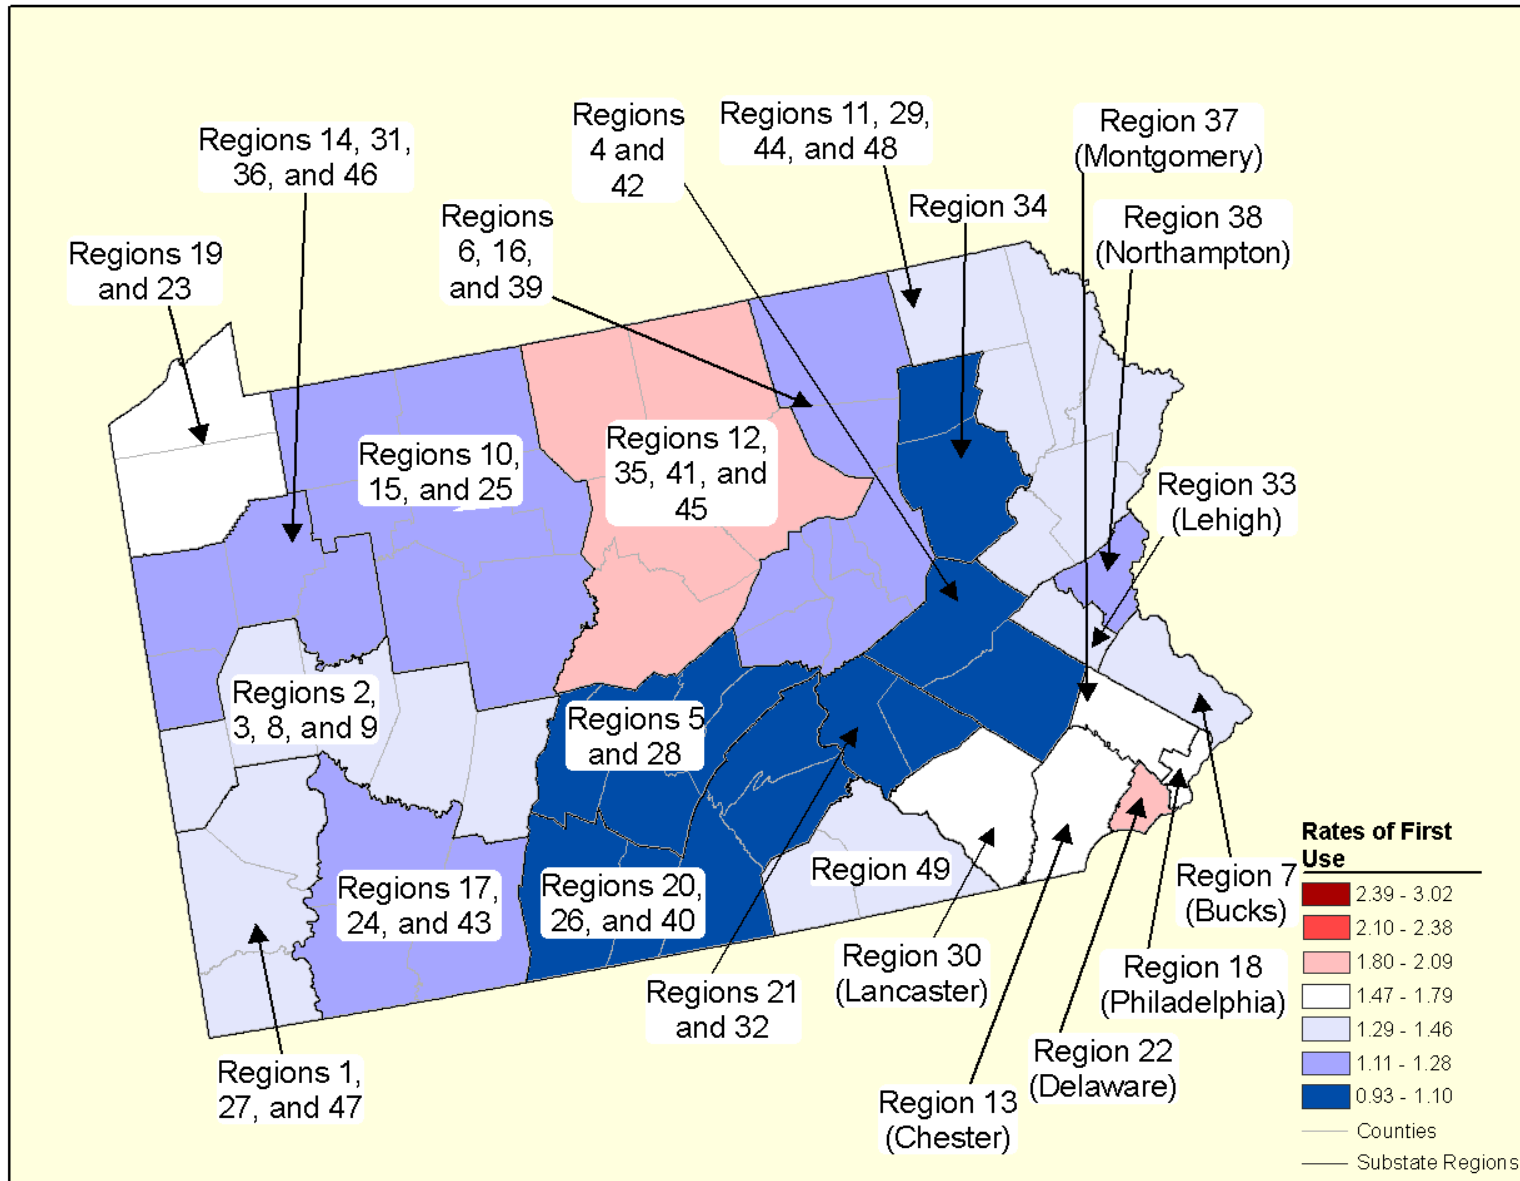 Regions 14, 31,
36, and 46
Regions
4 and
42
Regions 11, 29,
44, and 48
Region 37
(Montgomery)
Regions 19
and 23
Regions
6, 16,
and 39
Region 34
Region 38
(Northampton)
Regions 10,
15, and 25
Regions 12,
35, 41, and
45
Region 33
(Lehigh)
Regions 2,
3, 8, and 9
Regions 5
and 28
Regions 17,
24, and 43
Regions 20,
26, and 40
Region 49
Regions 1,
27, and 47
Regions 21
and 32
Region 30
(Lancaster)
Region 13
(Chester)
Region 22
(Delaware)
Region 18
(Philadelphia)
Region 7
(Bucks)
Rates of First
Use
2.39 - 3.02
2.10 - 2.38
1.80 - 2.09
1.47 - 1.79
1.29 - 1.46
1.11 - 1.28
0.93 - 1.10
Counties
Substate Regions